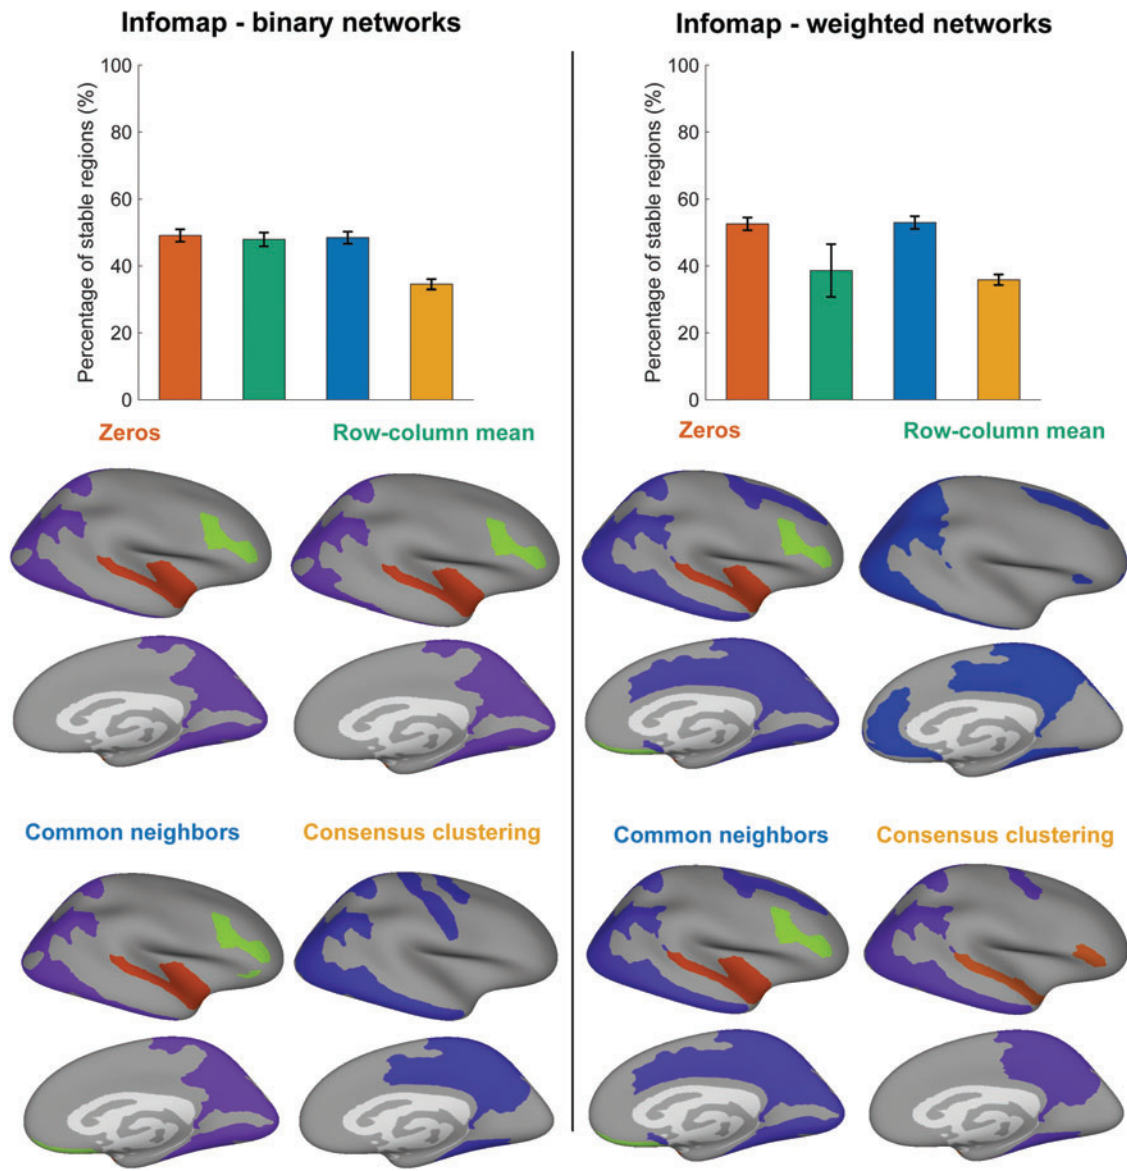 Infomap - binary networks
Percentage of stable regions (%)
100
80
60
40
20
0
Zeros
Row-column mean
Common neighbors
Consensus clustering
Infomap - weighted networks
Percentage of stable regions (%)
100
80
60
40
20
0
Zeros
Row-column mean
Common neighbors
Consensus clustering